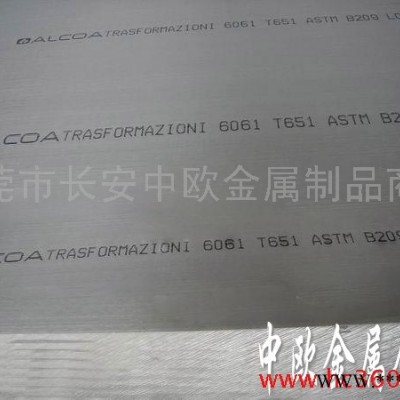 ALCOA TRASFORMAZIONI 6061 T651 ASTM B209
COA TRASFORMAZIONI 6061 T651 ASTM B2
莞市长安中欧金属制品商
COA TRASFORMAZIONI 6061 T651 ASTM B209
中欧金属